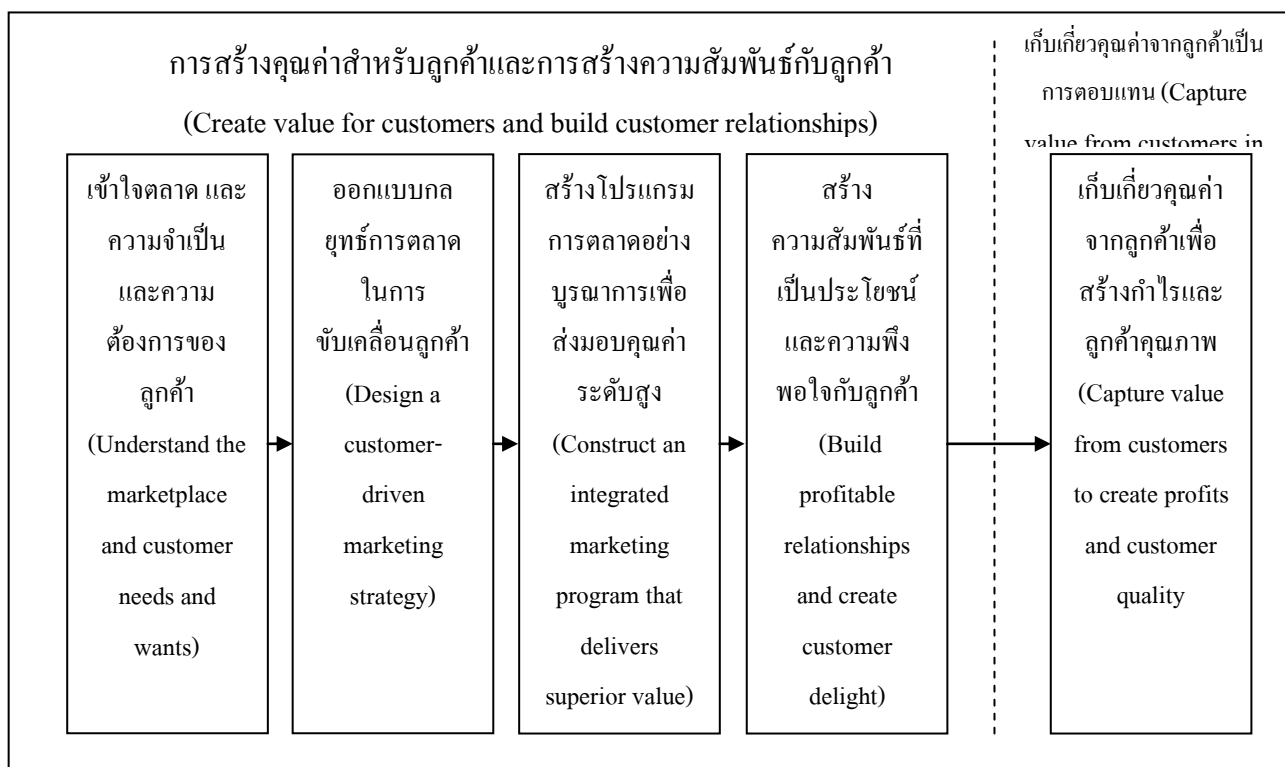 การสร้างคุณค่าสำหรับลูกค้าและการสร้างความสัมพันธ์กับลูกค้า
(Create value for customers and build customer relationships)
เก็บเกี่ยวคุณค่าจากลูกค้าเป็น
การตอบแทน (Capture
value from customers in
เข้าใจตลาด และ
ความจำเป็น
และความ
ต้องการของ
ลูกค้า
(Understand the
marketplace
and customer
needs and
wants)
ออกแบบกล
ยุทธ์การตลาด
ในการ
ขับเคลื่อนลูกค้า
(Design a
customer-
driven
marketing
strategy)
สร้างโปรแกรม
การตลาดอย่าง
บูรณาการเพื่อ
ส่งมอบคุณค่า
ระดับสูง
(Construct an
integrated
marketing
program that
delivers
superior value)
สร้าง
ความสัมพันธ์ที่
เป็นประโยชน์
และความพึง
พอใจกับลูกค้า
(Build
profitable
relationships
and create
customer
delight)
เก็บเกี่ยวคุณค่า
จากลูกค้าเพื่อ
สร้างกำไรและ
ลูกค้าคุณภาพ
(Capture value
from customers
to create profits
and customer
quality